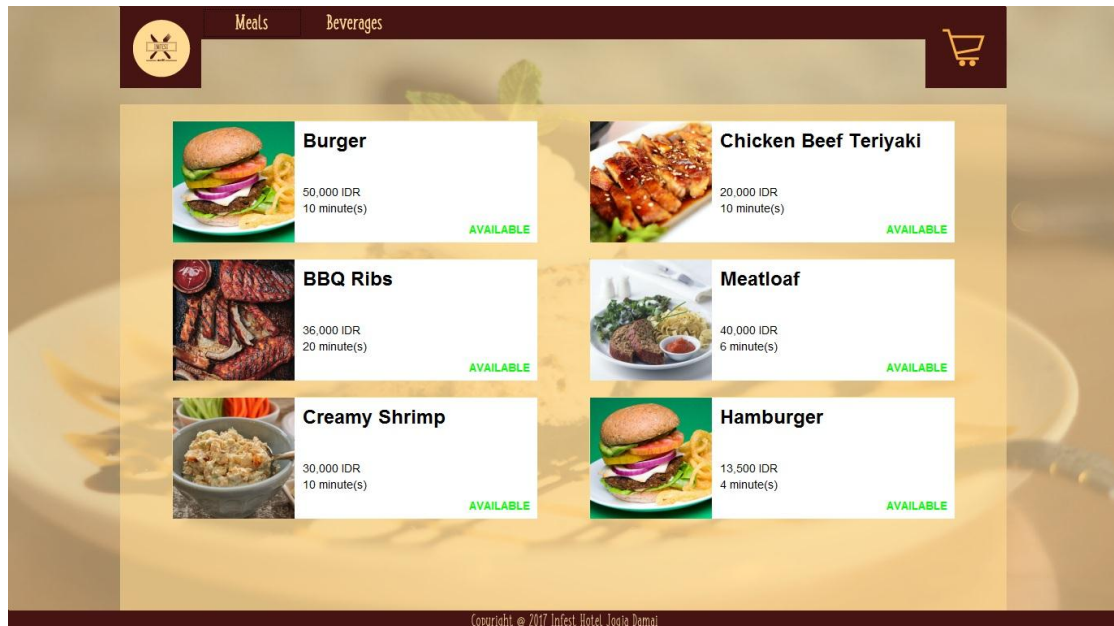 INFEST
Meals
Beverages
Burger
50,000 IDR
10 minute(s)
AVAILABLE
Chicken Beef Teriyaki
20,000 IDR
10 minute(s)
AVAILABLE
BBQ Ribs
36,000 IDR
20 minute(s)
AVAILABLE
Meatloaf
40,000 IDR
6 minute(s)
AVAILABLE
Creamy Shrimp
30,000 IDR
10 minute(s)
AVAILABLE
Hamburger
13,500 IDR
4 minute(s)
AVAILABLE
Copyright @ 2017 Infest Hotel Jogja Damai